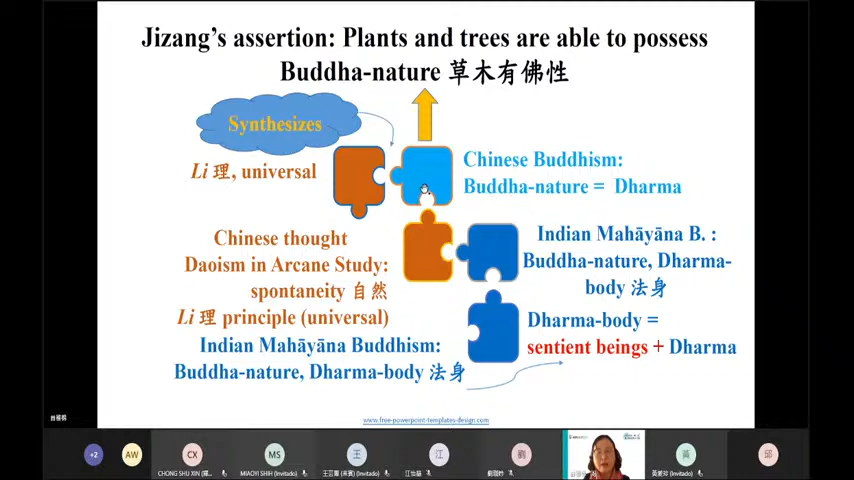 Jizang's assertion: Plants and trees are able to possess
Buddha-nature 草木有佛性
Synthesizes
Li 理, universal
Chinese Buddhism:
Buddha-nature = Dharma
Chinese thought
Daoism in Arcane Study:
spontaneity 自然
Li 理 principle (universal)
Indian Mahāyāna B. :
Buddha-nature, Dharma-
body 法身
Indian Mahāyāna Buddhism:
Buddha-nature, Dharma-body 法身
Dharma-body =
sentient beings + Dharma
www.free-powerpoint-templates-design.com
+2
AW
CX
CHONG SHU XIN
MS
MIAOYI SHIH (Invitado)
王
(Invitado)
江
劉
黃
(Invitado)
邱